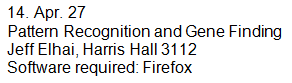 14. Apr. 27
Pattern Recognition and Gene Finding
Jeff Elhai, Harris Hall 3112
Software required: Firefox